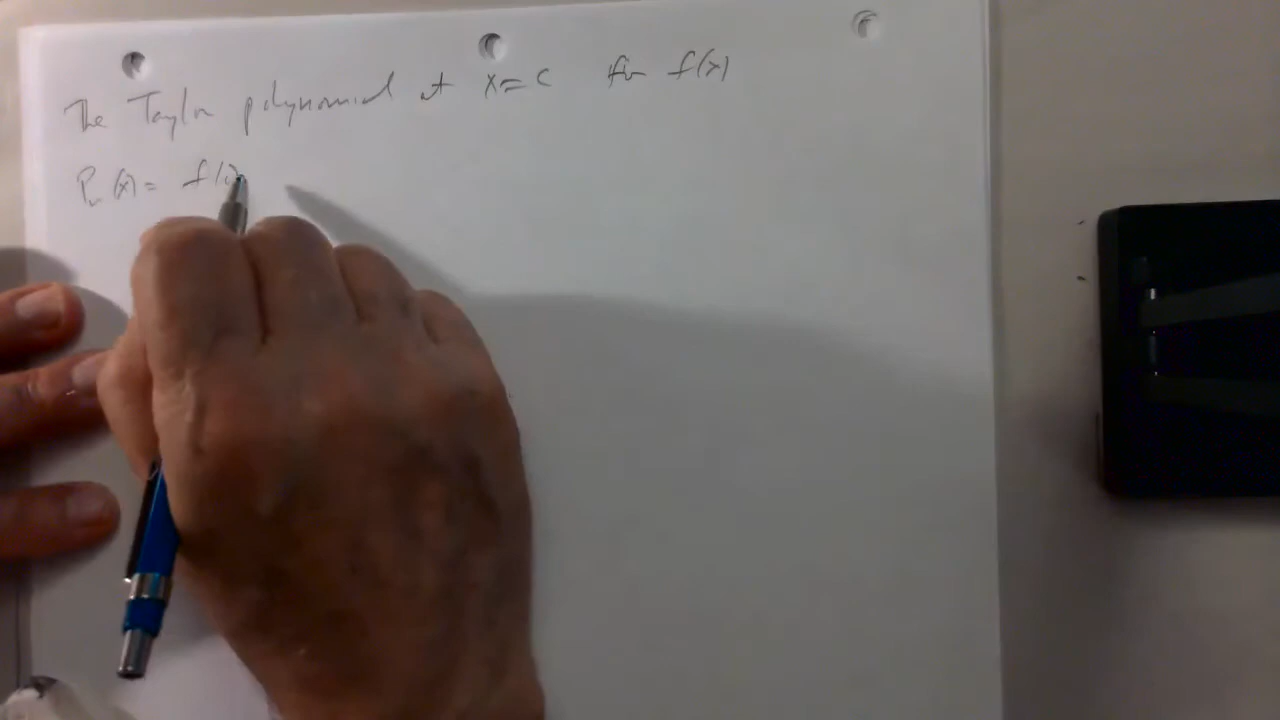 The Taylor polynomial at x=c for f(x)
Pn(x) = f(c)